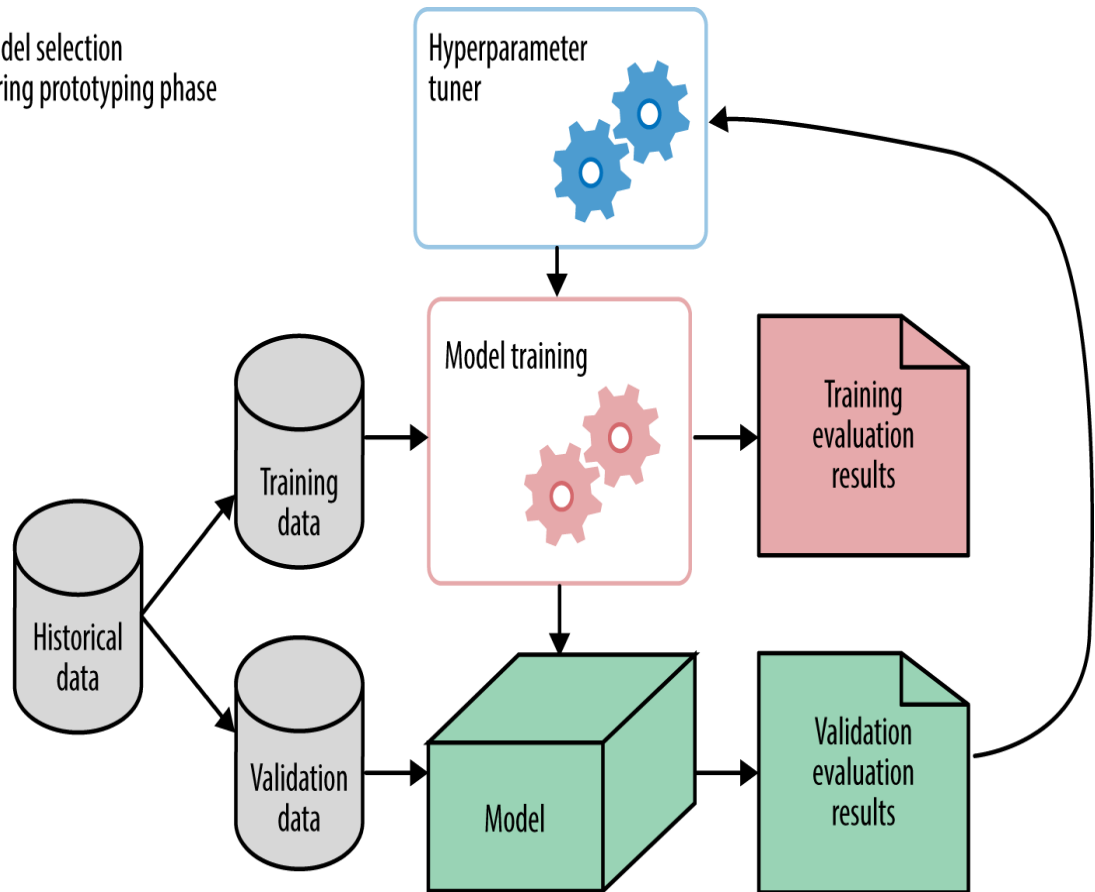 del selection
ring prototyping phase
Hyperparameter
tuner
Model training
Training
evaluation
results
Training
data
Historical
data
Validation
data
Model
Validation
evaluation
results